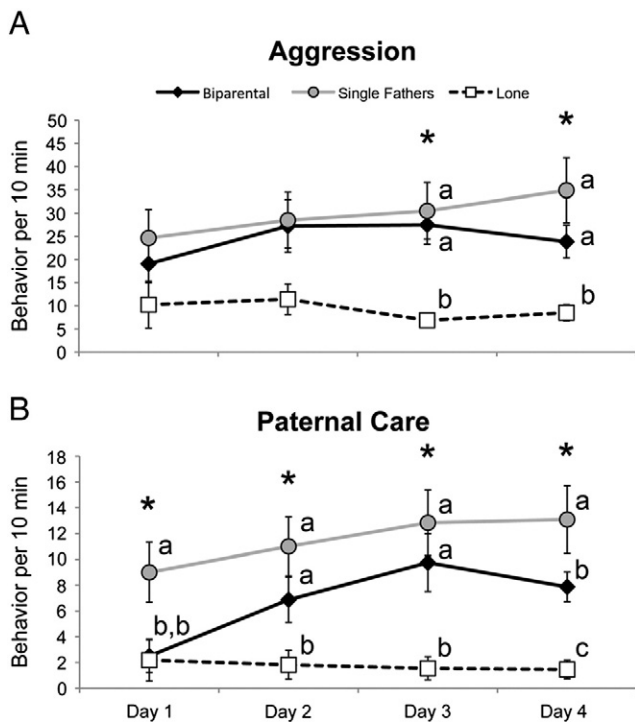 A
Aggression
Biparental Single Fathers Lone
Behavior per 10 min
50
45
40
35
30
25
20
15
10
5
0
* *
a a
a a
b b
B
Paternal Care
Behavior per 10 min
18
16
14
12
10
8
6
4
2
0
* * * *
a a a a
b,b a a b
b b c
Day 1 Day 2 Day 3 Day 4